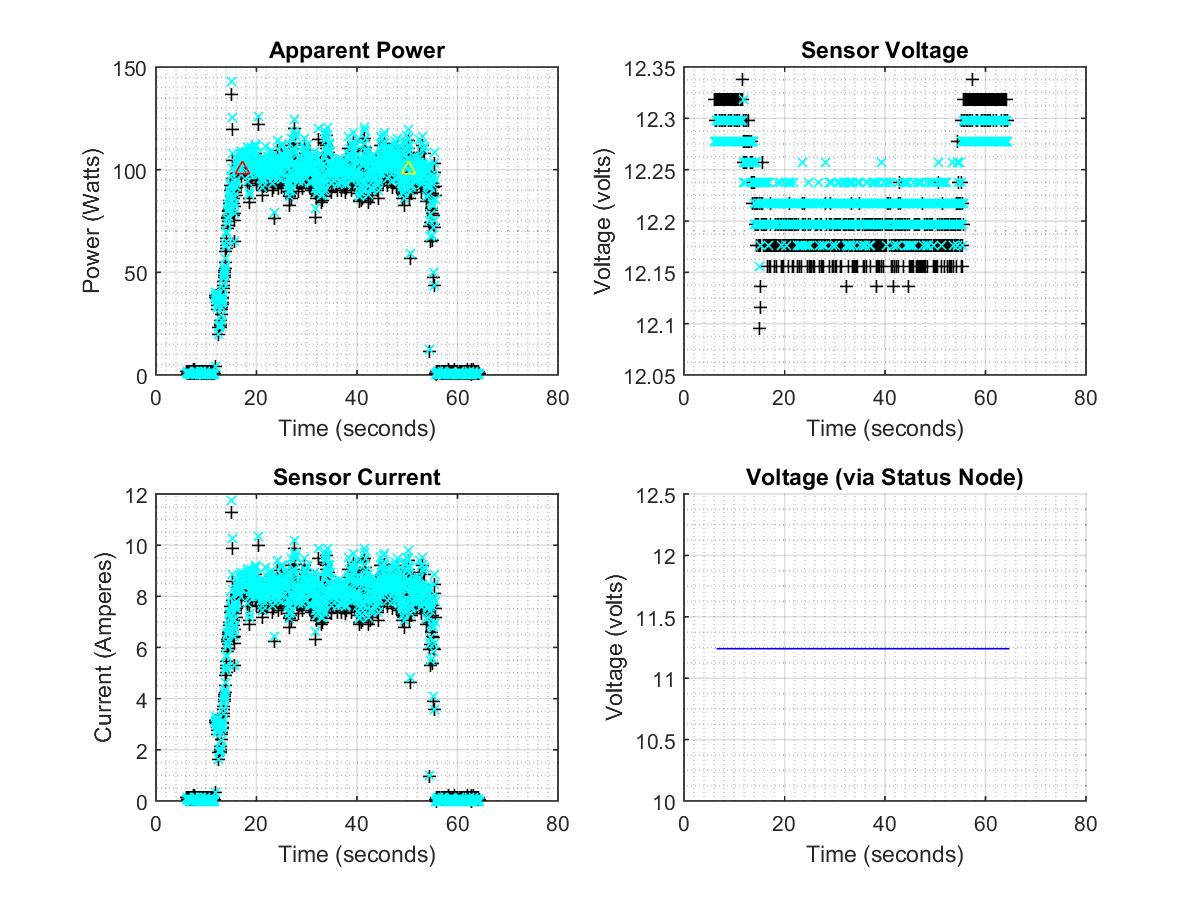 Apparent Power
150
100
50
0
0 20 40 60 80
Power (Watts)
Time (seconds)
Sensor Voltage
12.35
12.3
12.25
12.2
12.15
12.1
12.05
0 20 40 60 80
Voltage (volts)
Time (seconds)
Sensor Current
12
10
8
6
4
2
0
0 20 40 60 80
Current (Amperes)
Time (seconds)
Voltage (via Status Node)
12.5
12
11.5
11
10.5
10
0 20 40 60 80
Voltage (volts)
Time (seconds)